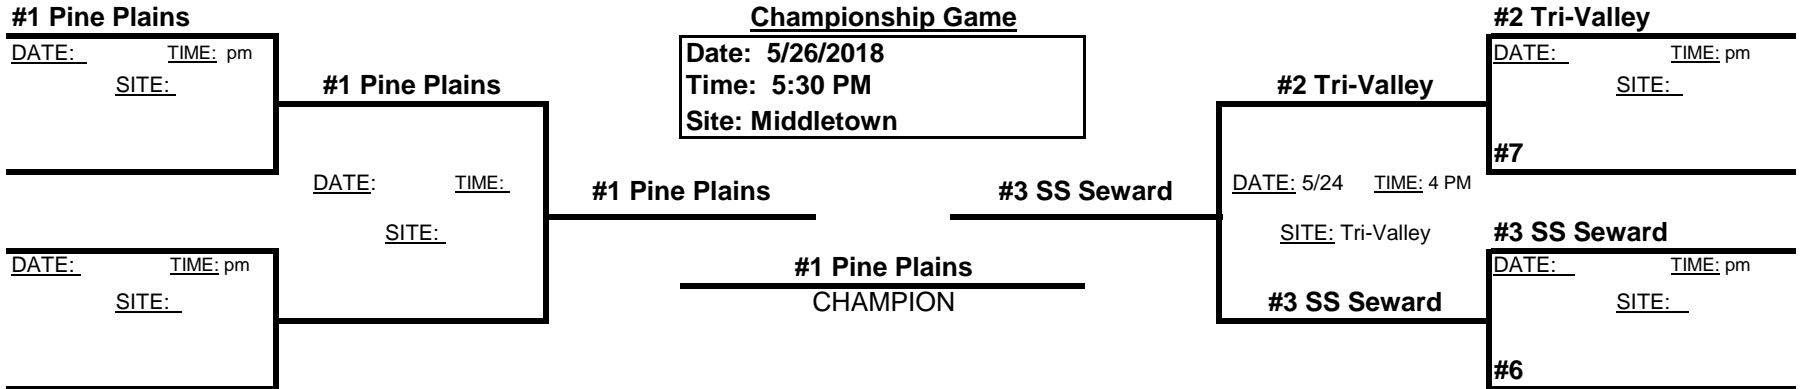 #1 Pine Plains
Championship Game
#2 Tri-Valley
DATE: TIME: pm
SITE:
Date: 5/26/2018
Time: 5:30 PM
Site: Middletown
DATE: TIME: pm
SITE:
#1 Pine Plains
#2 Tri-Valley
#7
DATE: TIME:
SITE:
#1 Pine Plains
#3 SS Seward
DATE: 5/24 TIME: 4 PM
SITE: Tri-Valley
#3 SS Seward
DATE: TIME: pm
SITE:
#1 Pine Plains
CHAMPION
#3 SS Seward
DATE: TIME: pm
SITE:
#6